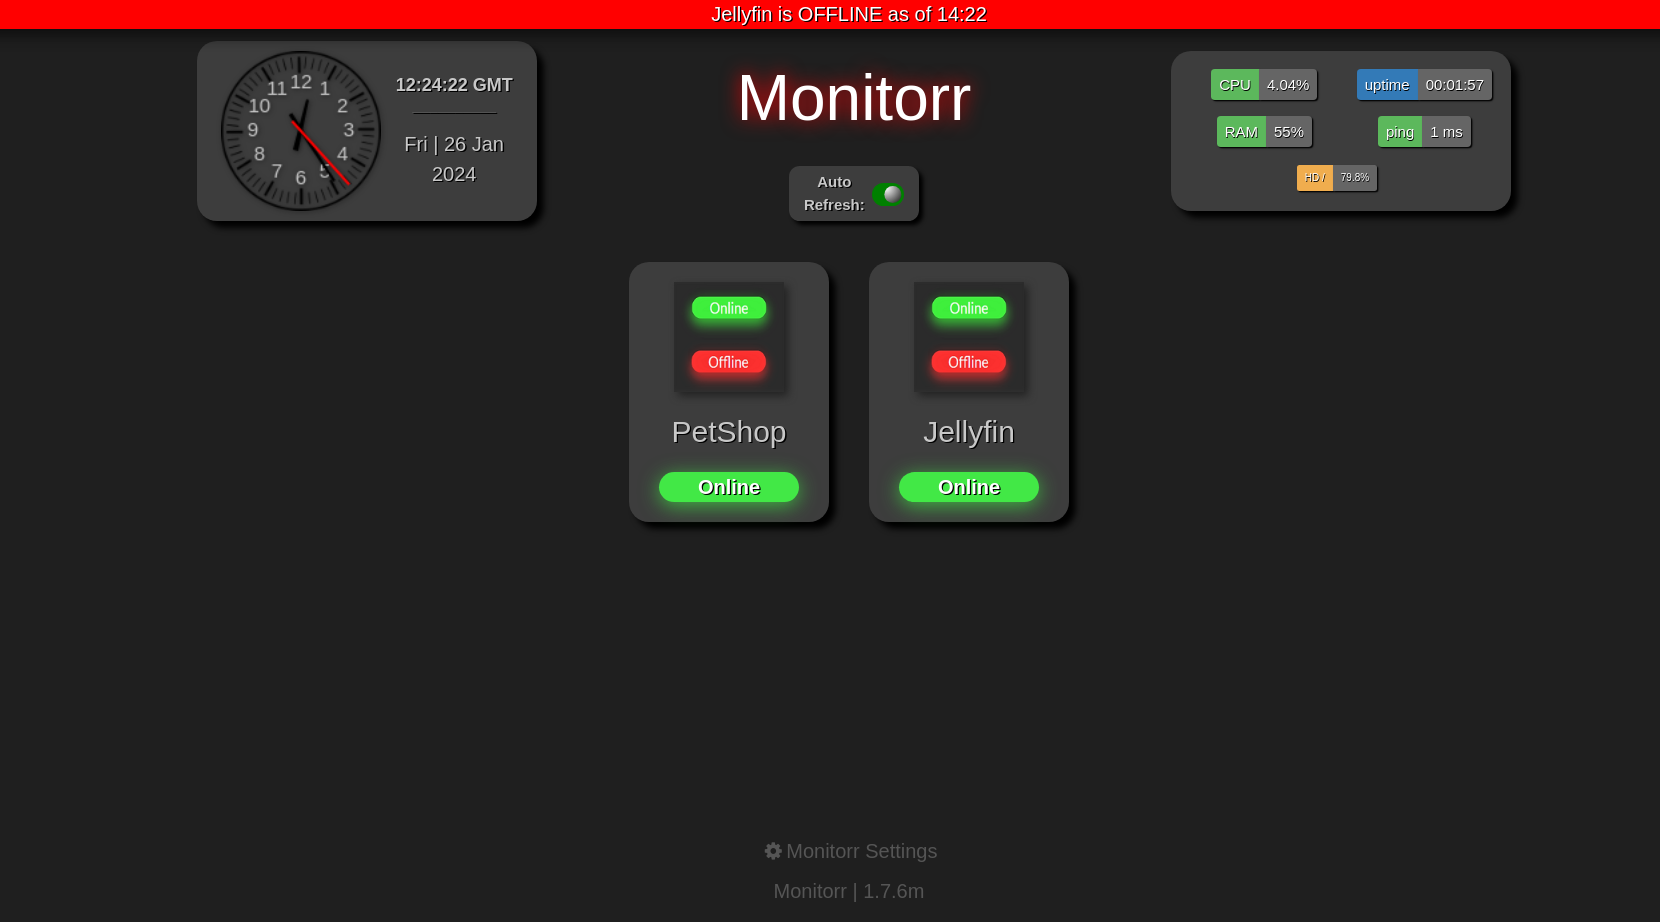 Jellyfin is OFFLINE as of 14:22
12
1
2
3
4
5
6
7
8
9
10
11
12:24:22 GMT
Fri | 26 Jan
2024
Monitorr
Auto
Refresh:
CPU 4.04%
uptime 00:01:57
RAM 55%
ping 1 ms
HD / 79.8%
Online
Offline
PetShop
Online
Online
Offline
Jellyfin
Online
Monitorr Settings
Monitorr | 1.7.6m